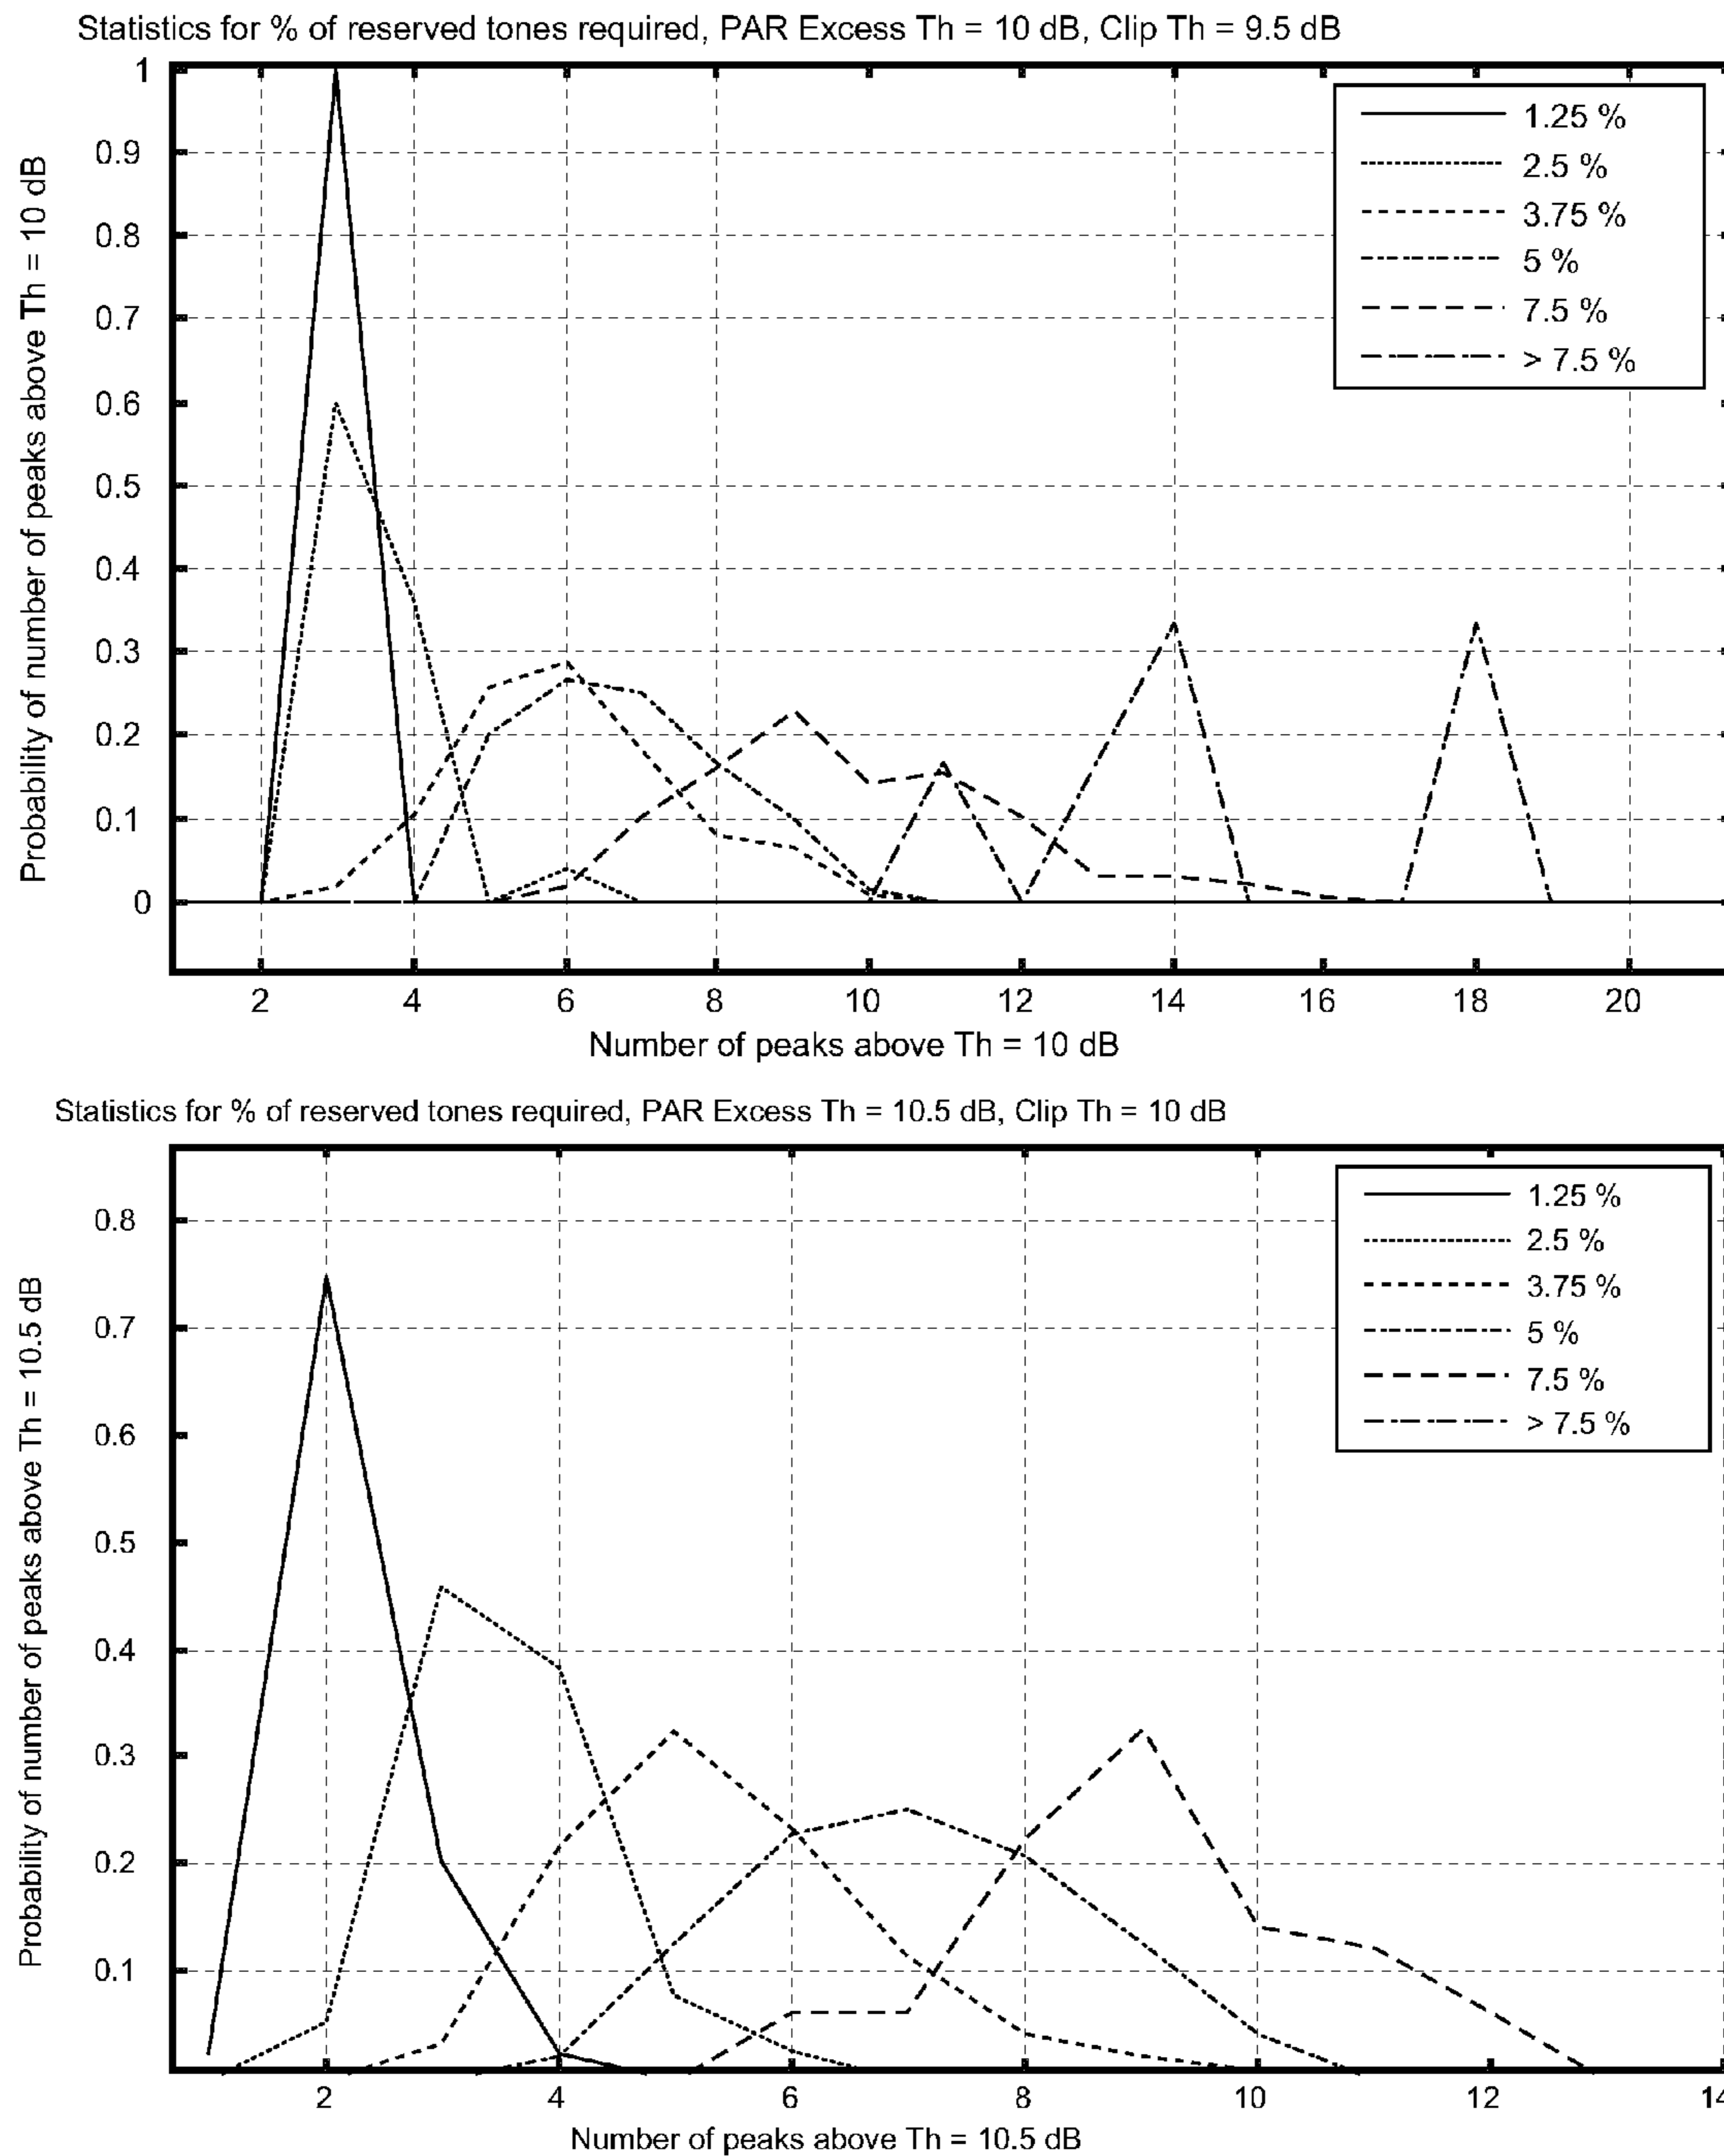 Statistics for % of reserved tones required, PAR Excess Th = 10 dB, Clip Th = 9.5 dB
Probability of number of peaks above Th = 10 dB
1
0.9
0.8
0.7
0.6
0.5
0.4
0.3
0.2
0.1
0
1.25 %
2.5 %
3.75 %
5 %
7.5 %
> 7.5 %
2 4 6 8 10 12 14 16 18 20
Number of peaks above Th = 10 dB
Statistics for % of reserved tones required, PAR Excess Th = 10.5 dB, Clip Th = 10 dB
Probability of number of peaks above Th = 10.5 dB
0.8
0.7
0.6
0.5
0.4
0.3
0.2
0.1
1.25 %
2.5 %
3.75 %
5 %
7.5 %
> 7.5 %
2 4 6 8 10 12 14
Number of peaks above Th = 10.5 dB